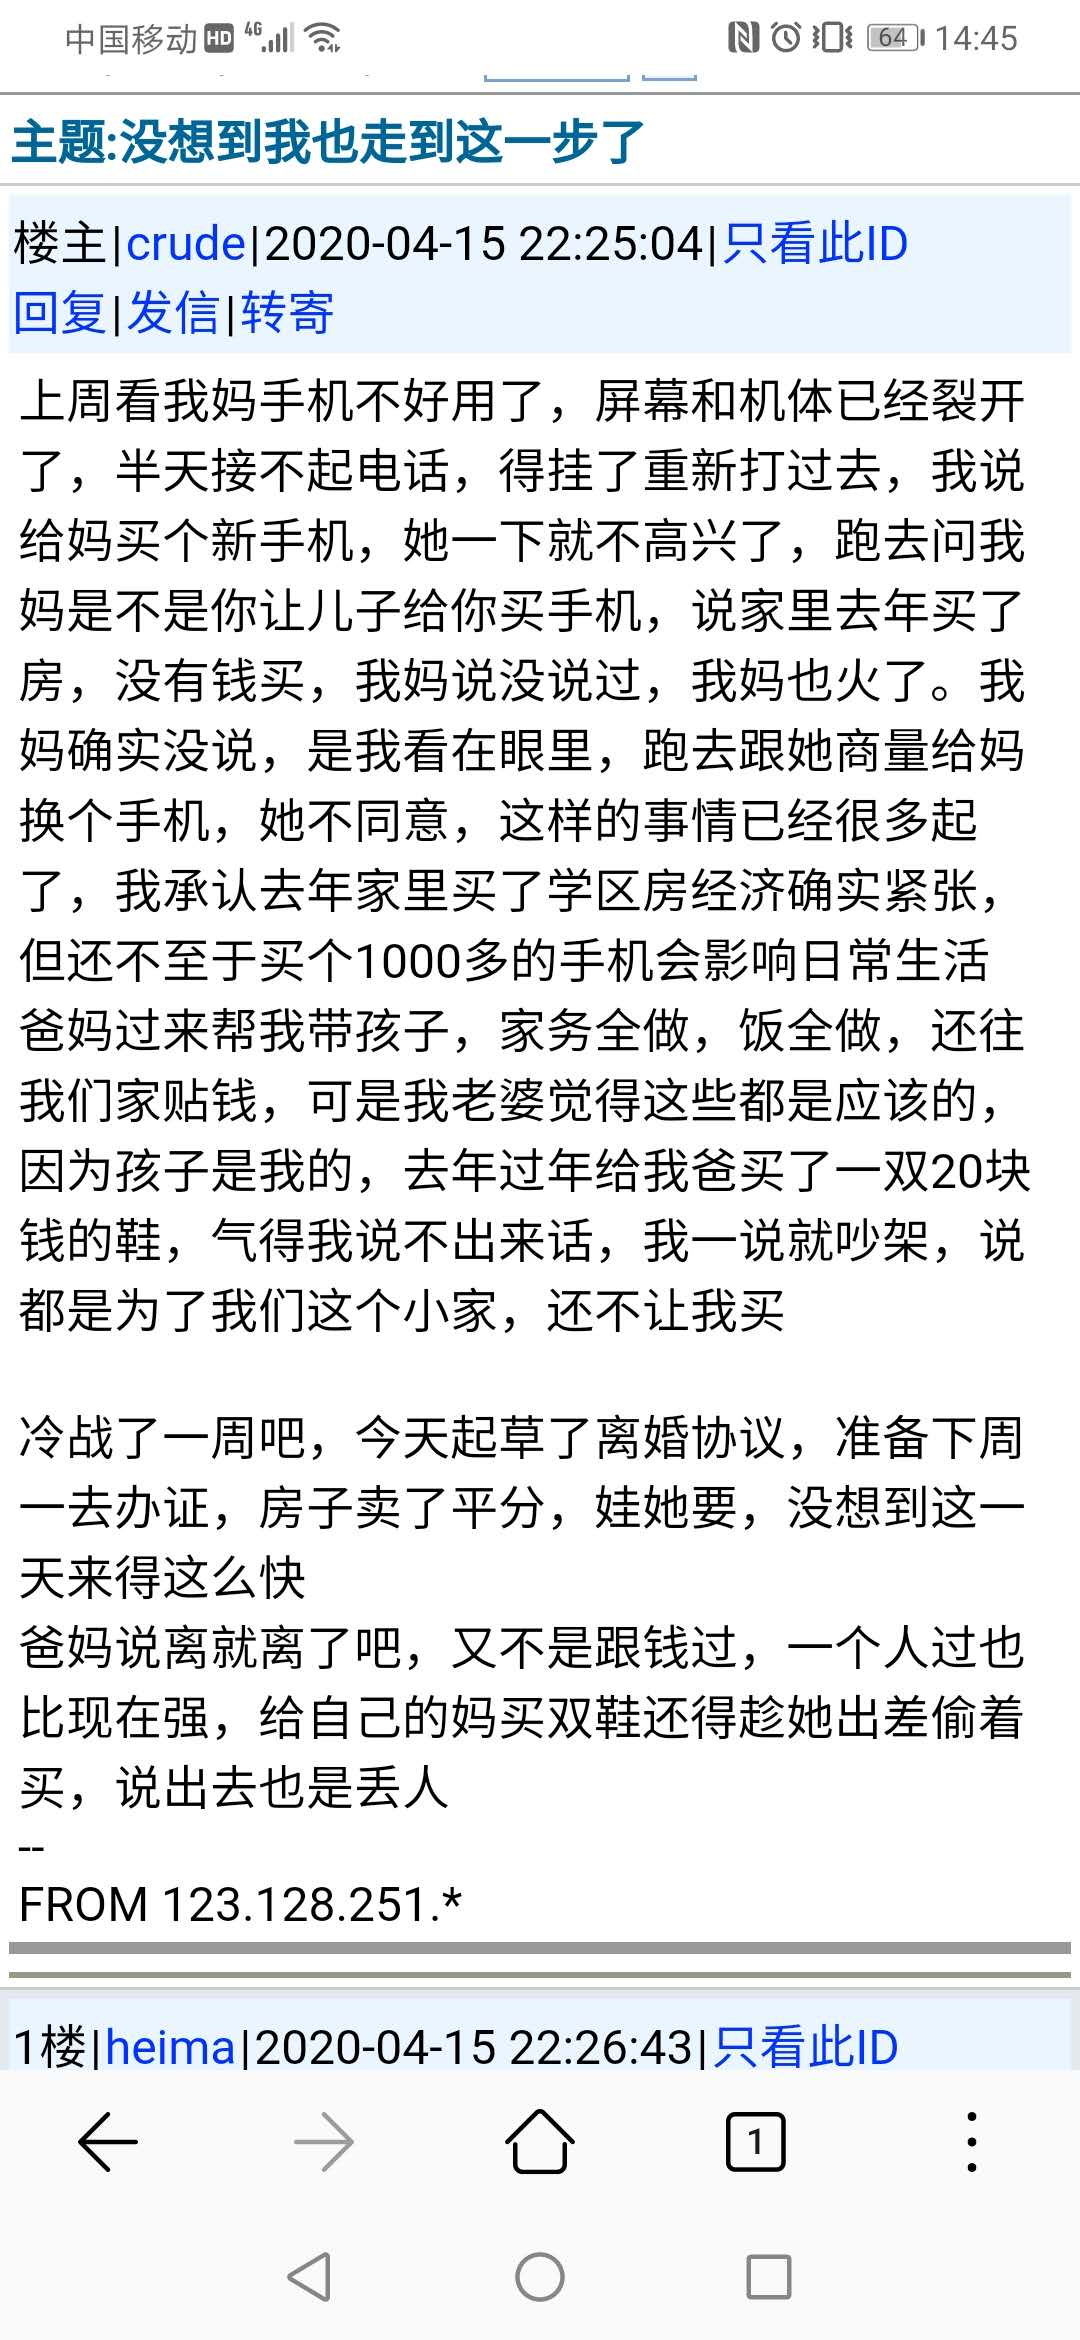 中国移动 HD 4G 64 14:45
主题:没想到我也走到这一步了
楼主|crude|2020-04-15 22:25:04|只看此ID
回复|发信|转寄
上周看我妈手机不好用了，屏幕和机体已经裂开
了，半天接不起电话，得挂了重新打过去，我说
给妈买个新手机，她一下就不高兴了，跑去问我
妈是不是你让儿子给你买手机，说家里去年买了
房，没有钱买，我妈说没说过，我妈也火了。我
妈确实没说，是我看在眼里，跑去跟她商量给妈
换个手机，她不同意，这样的事情已经很多起
了，我承认去年家里买了学区房经济确实紧张，
但还不至于买个1000多的手机会影响日常生活
爸妈过来帮我带孩子，家务全做，饭全做，还往
我们家贴钱，可是我老婆觉得这些都是应该的，
因为孩子是我的，去年过年给我爸买了一双20块
钱的鞋，气得我说不出来话，我一说就吵架，说
都是为了我们这个小家，还不让我买
冷战了一周吧，今天起草了离婚协议，准备下周
一去办证，房子卖了平分，娃她要，没想到这一
天来得这么快
爸妈说离就离了吧，又不是跟钱过，一个人过也
比现在强，给自己的妈买双鞋还得趁她出差偷着
买，说出去也是丢人
--
FROM 123.128.251.*
1楼|heima|2020-04-15 22:26:43|只看此ID
1